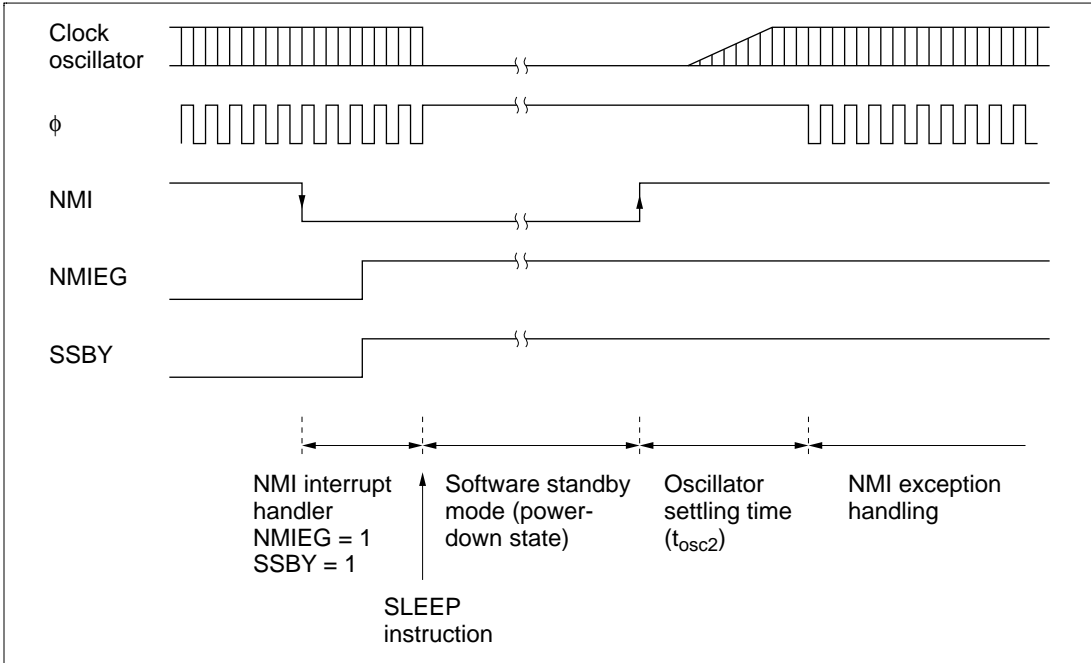 Clock
oscillator
ϕ
NMI
NMIEG
SSBY
NMI interrupt
handler
NMIEG = 1
SSBY = 1
Software standby
mode (power-
down state)
Oscillator
settling time
(tosc2)
NMI exception
handling
SLEEP
instruction